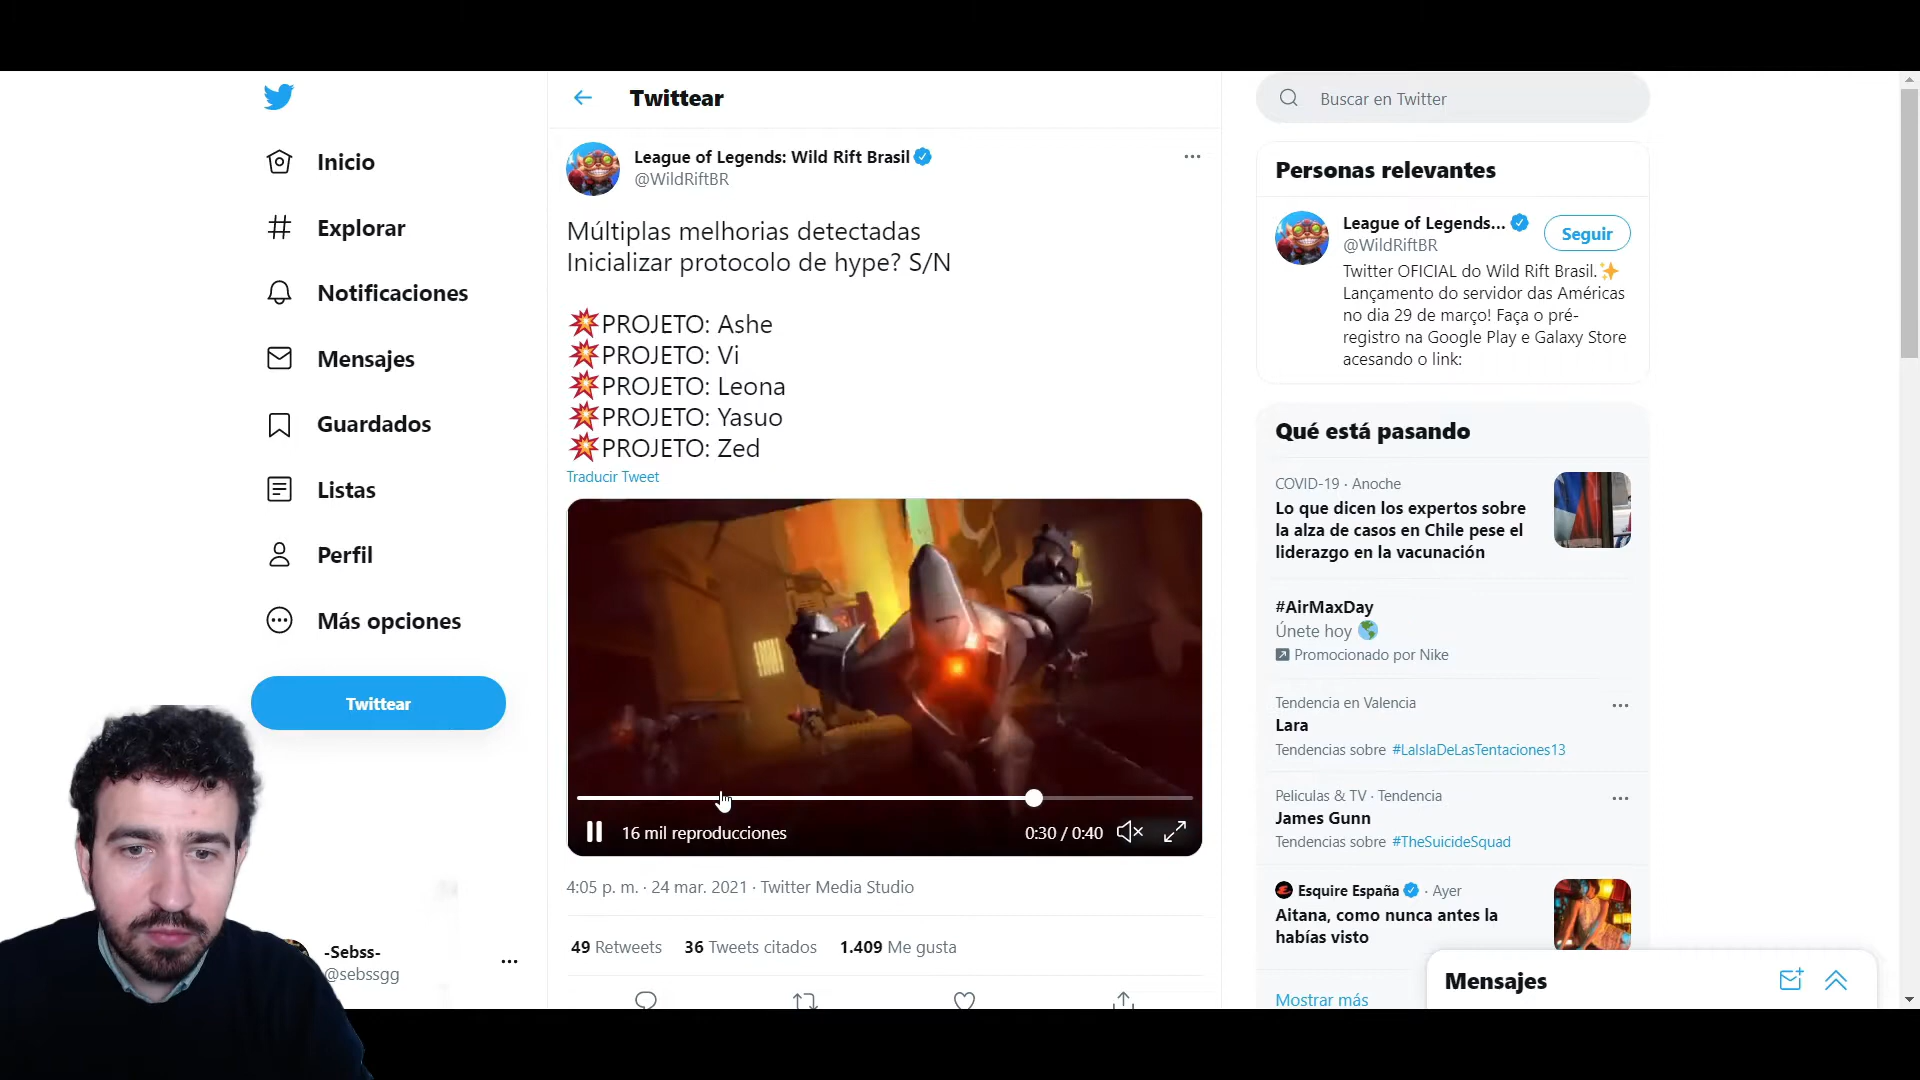 Inicio
Explorar
Notificaciones
Mensajes
Guardados
Listas
Perfil
Más opciones
Twittear
-Sebss-
@sebssgg
Twittear
League of Legends: Wild Rift Brasil
@WildRiftBR
Múltiplas melhorias detectadas
Inicializar protocolo de hype? S/N
💥PROJETO: Ashe
💥PROJETO: Vi
💥PROJETO: Leona
💥PROJETO: Yasuo
💥PROJETO: Zed
Traducir Tweet
16 mil reproducciones
0:30 / 0:40
4:05 p. m. · 24 mar. 2021 · Twitter Media Studio
49 Retweets 36 Tweets citados 1.409 Me gusta
Buscar en Twitter
Personas relevantes
League of Legends...
@WildRiftBR
Seguir
Twitter OFICIAL do Wild Rift Brasil.✨
Lançamento do servidor das Américas
no dia 29 de março! Faça o pré-
registro na Google Play e Galaxy Store
acesando o link:
Qué está pasando
COVID-19 · Anoche
Lo que dicen los expertos sobre
la alza de casos en Chile pese el
liderazgo en la vacunación
#AirMaxDay
Únete hoy 🌎
Promocionado por Nike
Tendencia en Valencia
Lara
Tendencias sobre #LaIslaDeLasTentaciones13
Peliculas & TV · Tendencia
James Gunn
Tendencias sobre #TheSuicideSquad
Esquire España · Ayer
Aitana, como nunca antes la
habías visto
Mostrar más
Mensajes